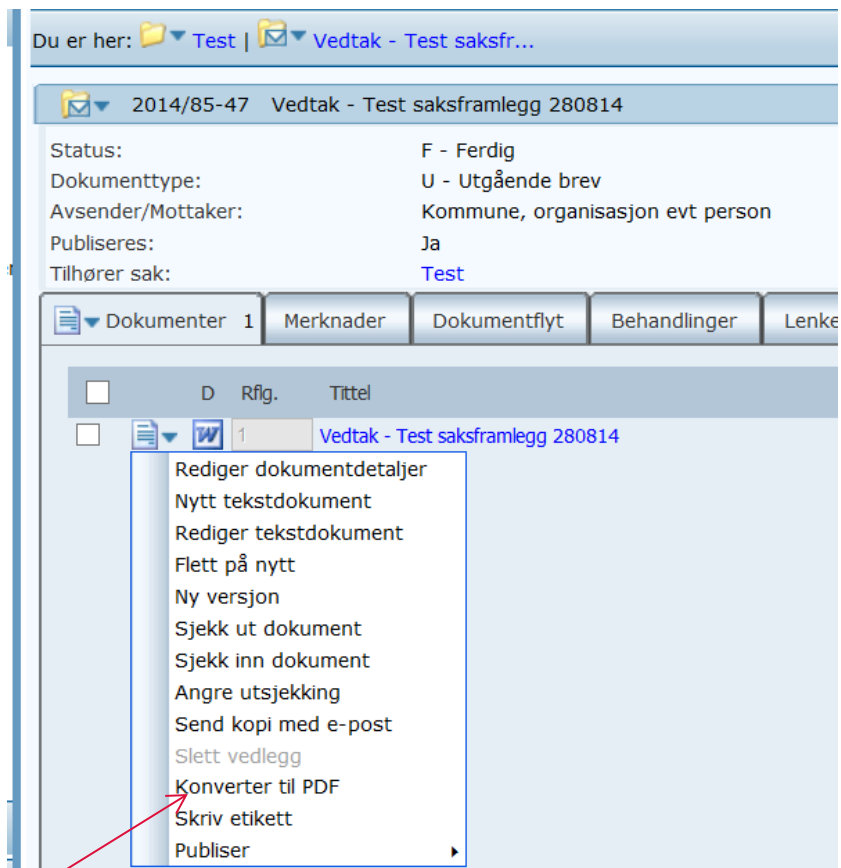 Du er her: Test | Vedtak - Test saksfr...
2014/85-47 Vedtak - Test saksframlegg 280814
Status: F - Ferdig
Dokumenttype: U - Utgående brev
Avsender/Mottaker: Kommune, organisasjon evt person
Publiseres: Ja
Tilhører sak: Test
Dokumenter 1 Merknader Dokumentflyt Behandlinger Lenke
D Rflg. Tittel
W 1 Vedtak - Test saksframlegg 280814
Rediger dokumentdetaljer
Nytt tekstdokument
Rediger tekstdokument
Flett på nytt
Ny versjon
Sjekk ut dokument
Sjekk inn dokument
Angre utsjekking
Send kopi med e-post
Slett vedlegg
Konverter til PDF
Skriv etikett
Publiser